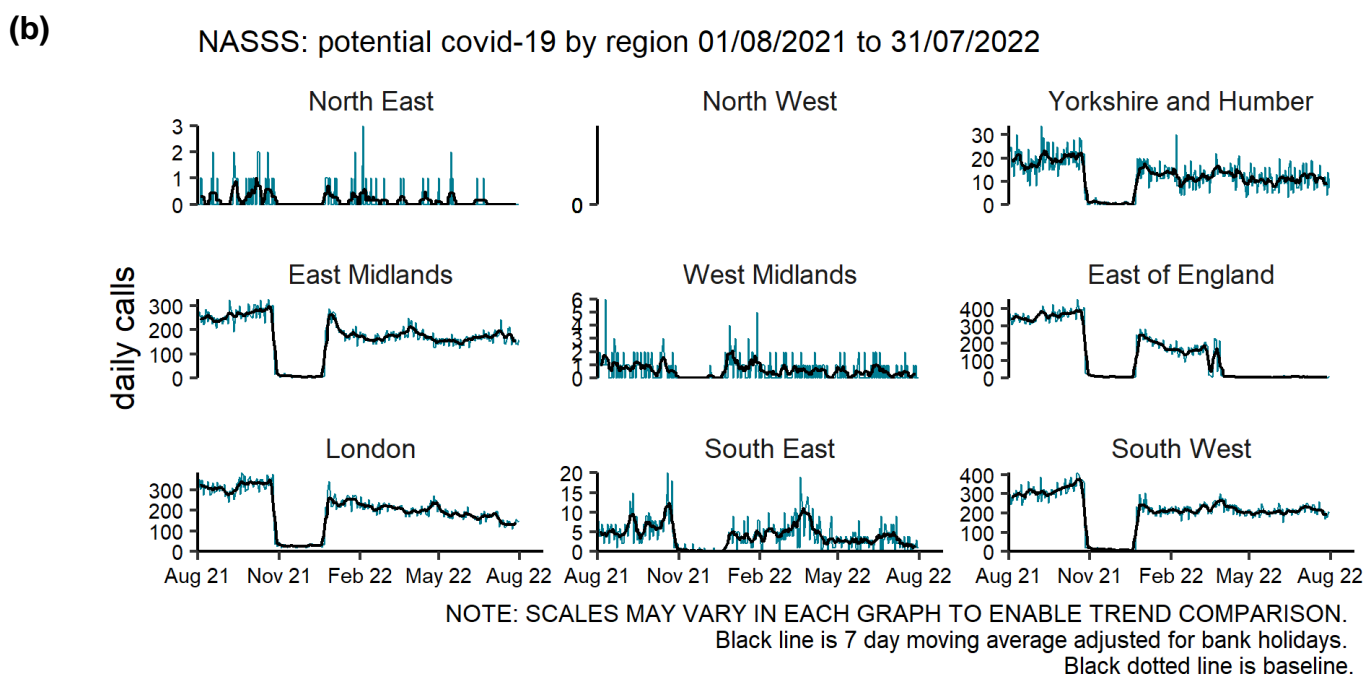 (b)
NASSS: potential covid-19 by region 01/08/2021 to 31/07/2022
daily calls
North East
3
2
1
0
North West
0
Yorkshire and Humber
30
20
10
0
East Midlands
300
200
100
0
West Midlands
6
5
4
3
2
1
0
East of England
400
300
200
100
0
London
300
200
100
0
South East
20
15
10
5
0
South West
400
300
200
100
0
Aug 21 Nov 21 Feb 22 May 22 Aug 22
Aug 21 Nov 21 Feb 22 May 22 Aug 22
Aug 21 Nov 21 Feb 22 May 22 Aug 22
NOTE: SCALES MAY VARY IN EACH GRAPH TO ENABLE TREND COMPARISON.
Black line is 7 day moving average adjusted for bank holidays.
Black dotted line is baseline.